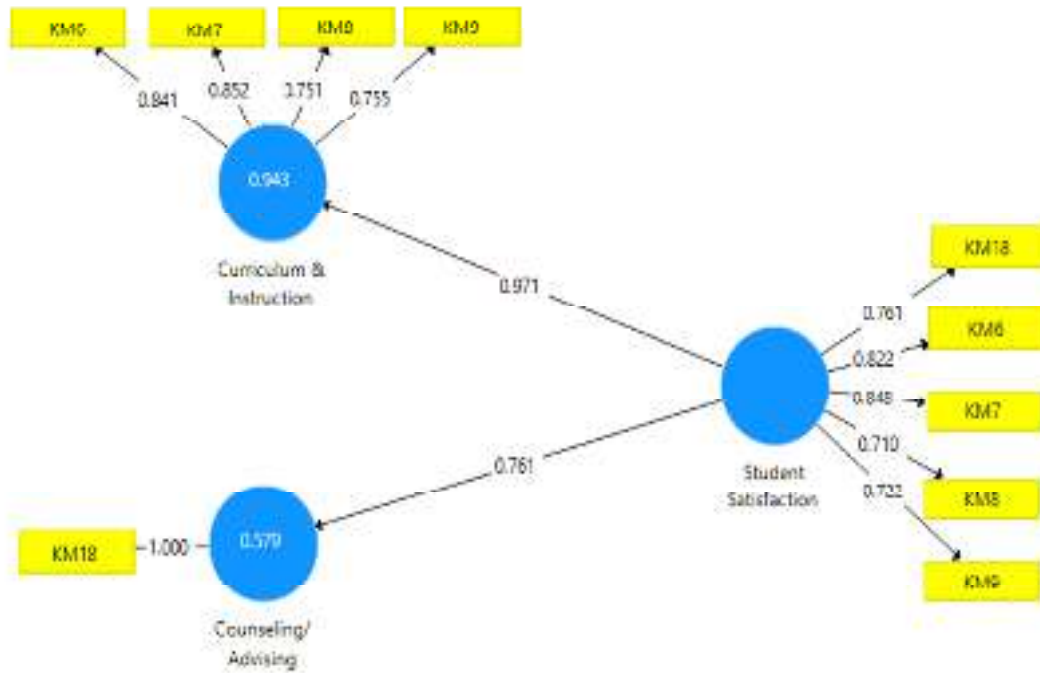 KM6
KM7
KM8
KM9
0.841
0.852
0.751
0.755
0.943
Curriculum &
Instruction
0.971
KM18
0.761
KM6
0.822
KM7
0.848
0.710
KM8
0.722
KM9
Student
Satisfaction
0.761
KM18
1.000
0.579
Counseling/
Advising